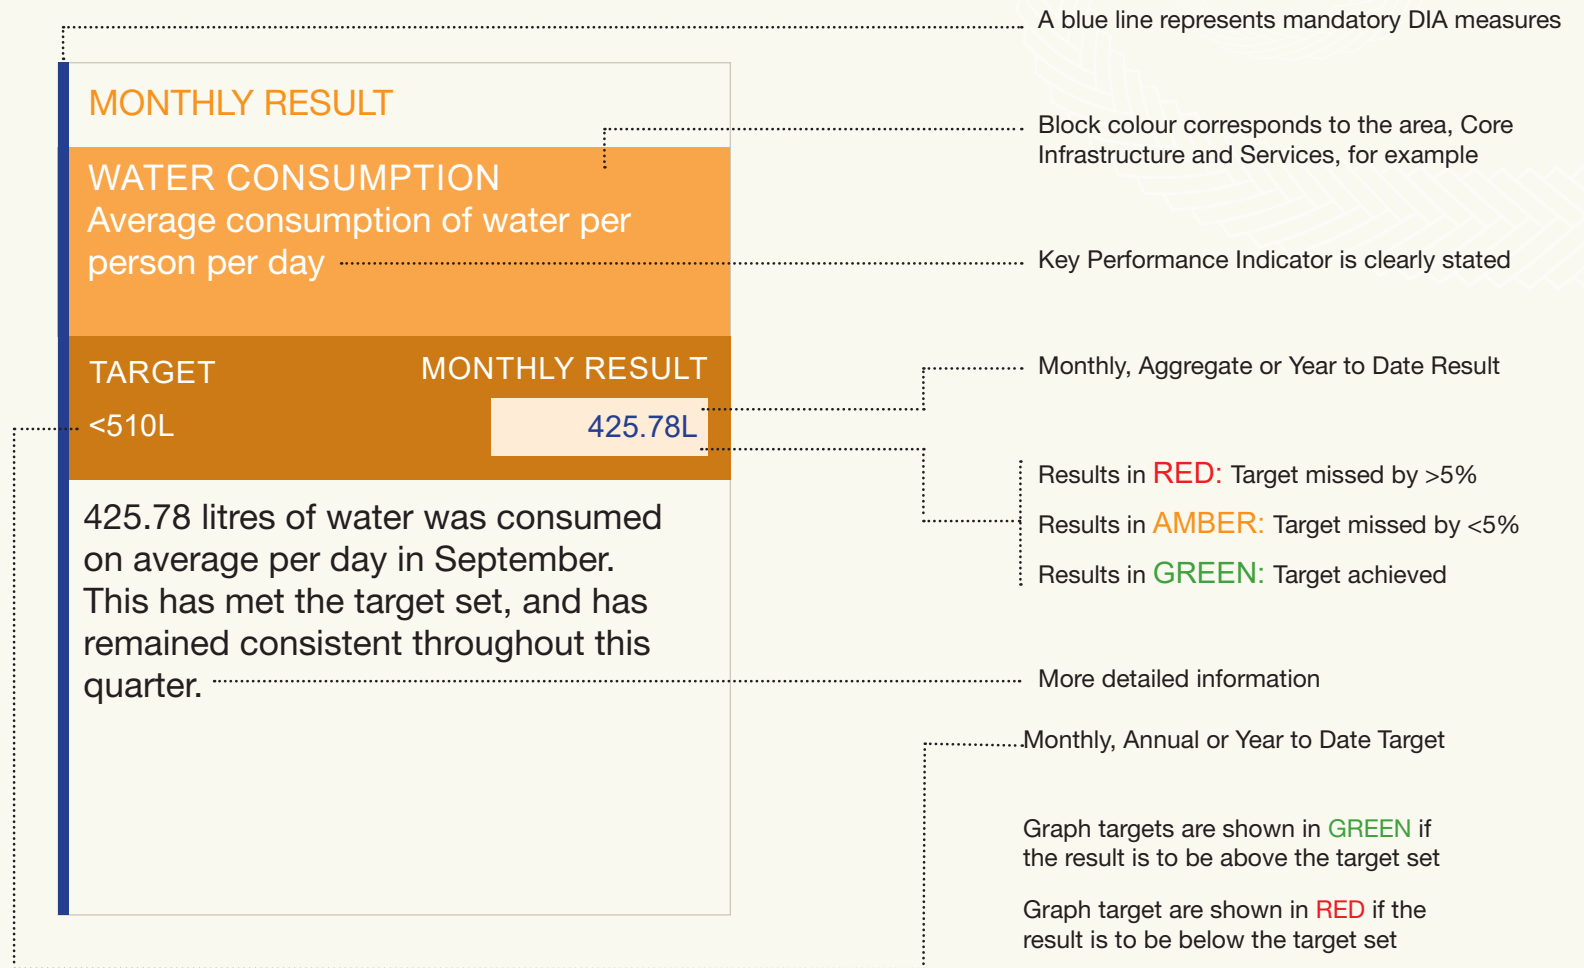 A blue line represents mandatory DIA measures
MONTHLY RESULT
Block colour corresponds to the area, Core
Infrastructure and Services, for example
WATER CONSUMPTION
Average consumption of water per
person per day
Key Performance Indicator is clearly stated
TARGET
<510L
MONTHLY RESULT
425.78L
Monthly, Aggregate or Year to Date Result
Results in RED: Target missed by >5%
Results in AMBER: Target missed by <5%
Results in GREEN: Target achieved
425.78 litres of water was consumed
on average per day in September.
This has met the target set, and has
remained consistent throughout this
quarter.
More detailed information
Monthly, Annual or Year to Date Target
Graph targets are shown in GREEN if
the result is to be above the target set
Graph target are shown in RED if the
result is to be below the target set